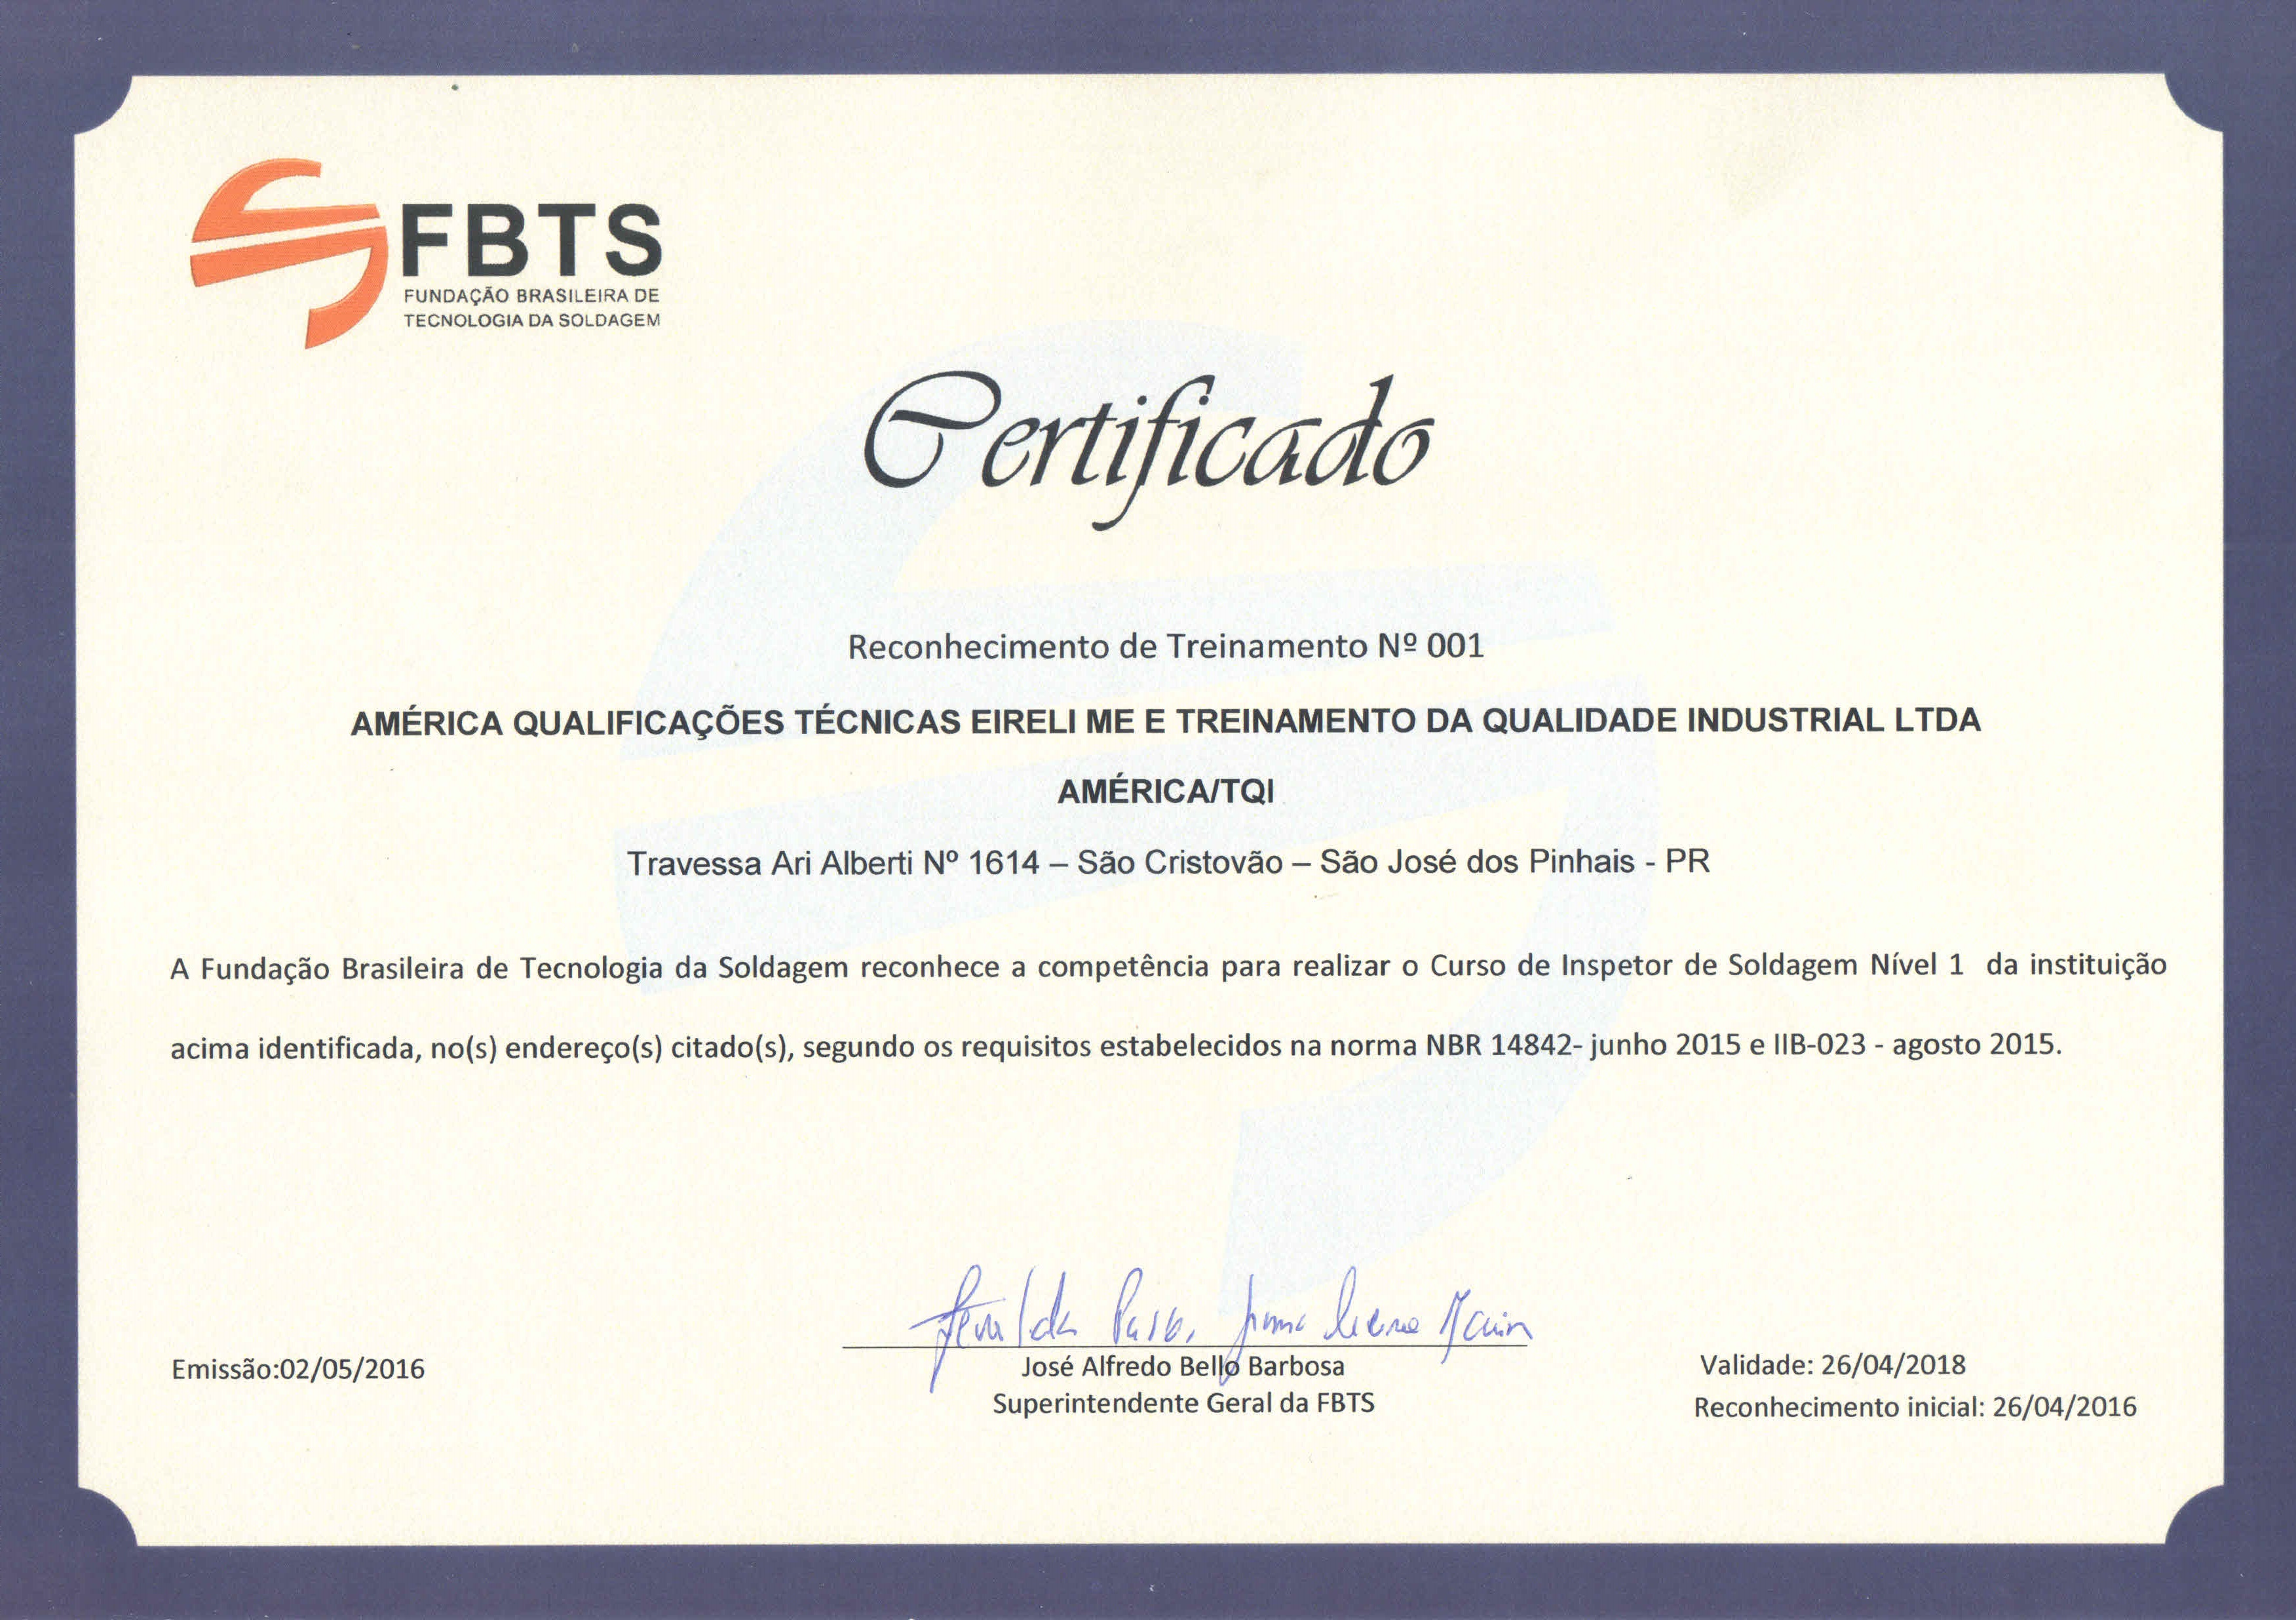 FBTS
FUNDAÇÃO BRASILEIRA DE
TECNOLOGIA DA SOLDAGEM
Certificado
Reconhecimento de Treinamento Nº 001
AMÉRICA QUALIFICAÇÕES TÉCNICAS EIRELI ME E TREINAMENTO DA QUALIDADE INDUSTRIAL LTDA
AMÉRICA/TQI
Travessa Ari Alberti Nº 1614 – São Cristovão – São José dos Pinhais - PR
A Fundação Brasileira de Tecnologia da Soldagem reconhece a competência para realizar o Curso de Inspetor de Soldagem Nível 1 da instituição
acima identificada, no(s) endereço(s) citado(s), segundo os requisitos estabelecidos na norma NBR 14842- junho 2015 e IIB-023 - agosto 2015.
Emissão:02/05/2016
José Alfredo Bello Barbosa
Superintendente Geral da FBTS
Validade: 26/04/2018
Reconhecimento inicial: 26/04/2016